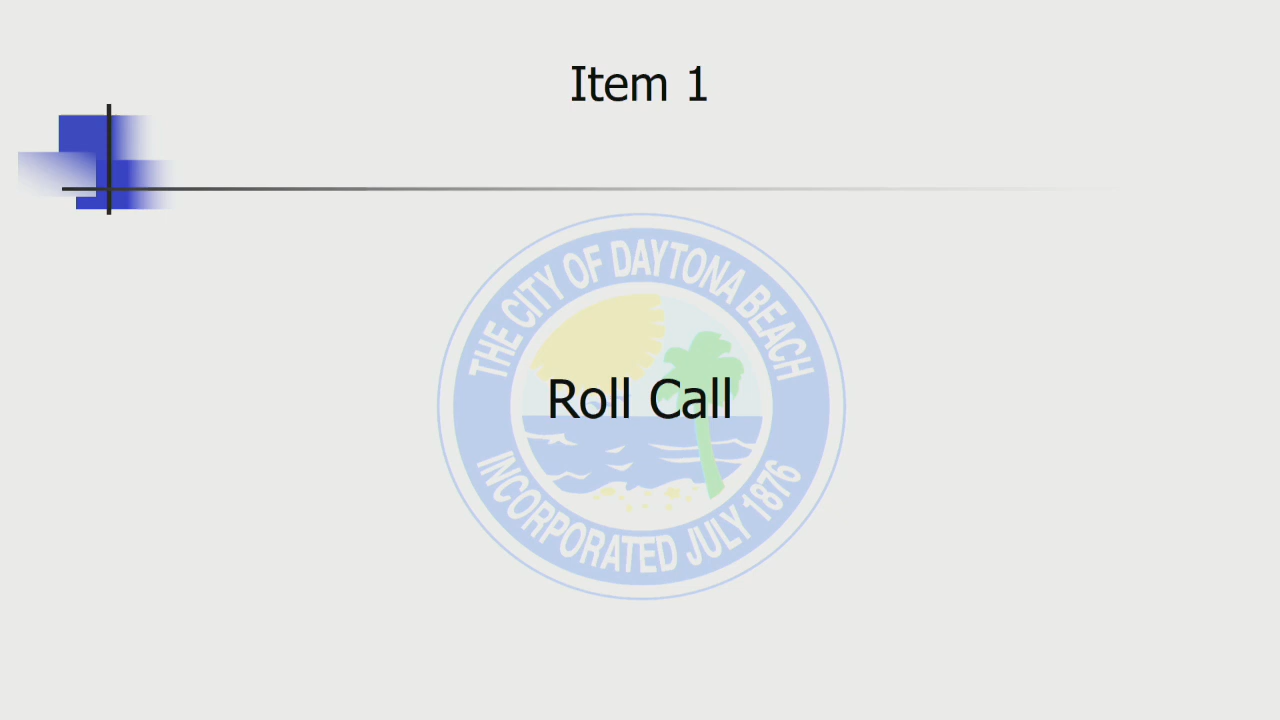 Item 1
THE CITY OF DAYTONA BEACH
Roll Call
INCORPORATED JULY 1876